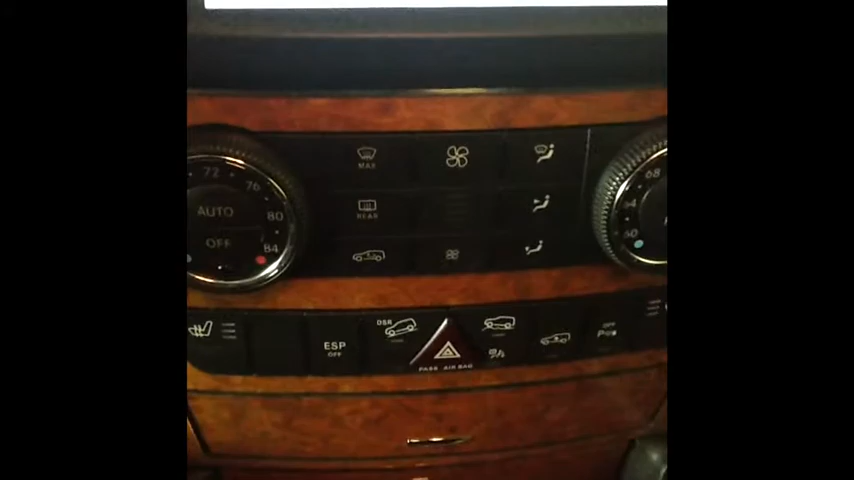 MAX
72
76
AUTO
80
OFF
84
REAR
68
64
60
ESP
OFF
DSR
OFF
PASS AIR BAG